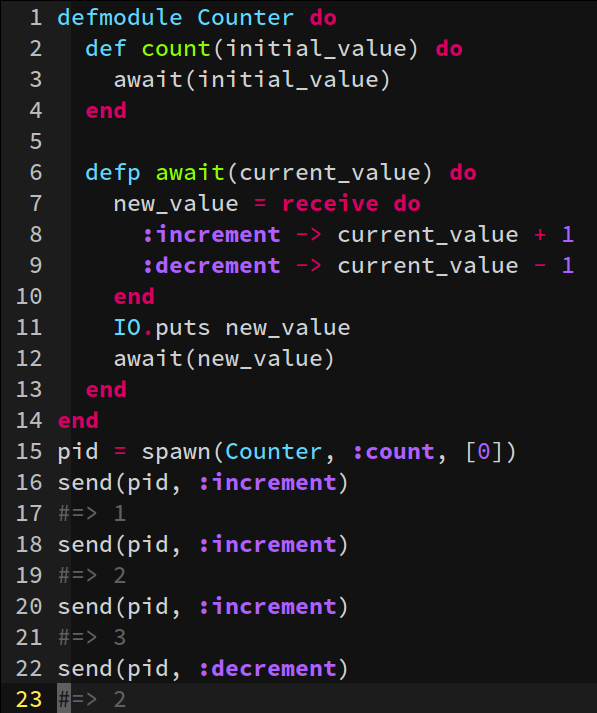 1 defmodule Counter do
2   def count(initial_value) do
3     await(initial_value)
4   end
5
6   defp await(current_value) do
7     new_value = receive do
8       :increment -> current_value + 1
9       :decrement -> current_value - 1
10     end
11     IO.puts new_value
12     await(new_value)
13   end
14 end
15 pid = spawn(Counter, :count, [0])
16 send(pid, :increment)
17 #=> 1
18 send(pid, :increment)
19 #=> 2
20 send(pid, :increment)
21 #=> 3
22 send(pid, :decrement)
23 #=> 2